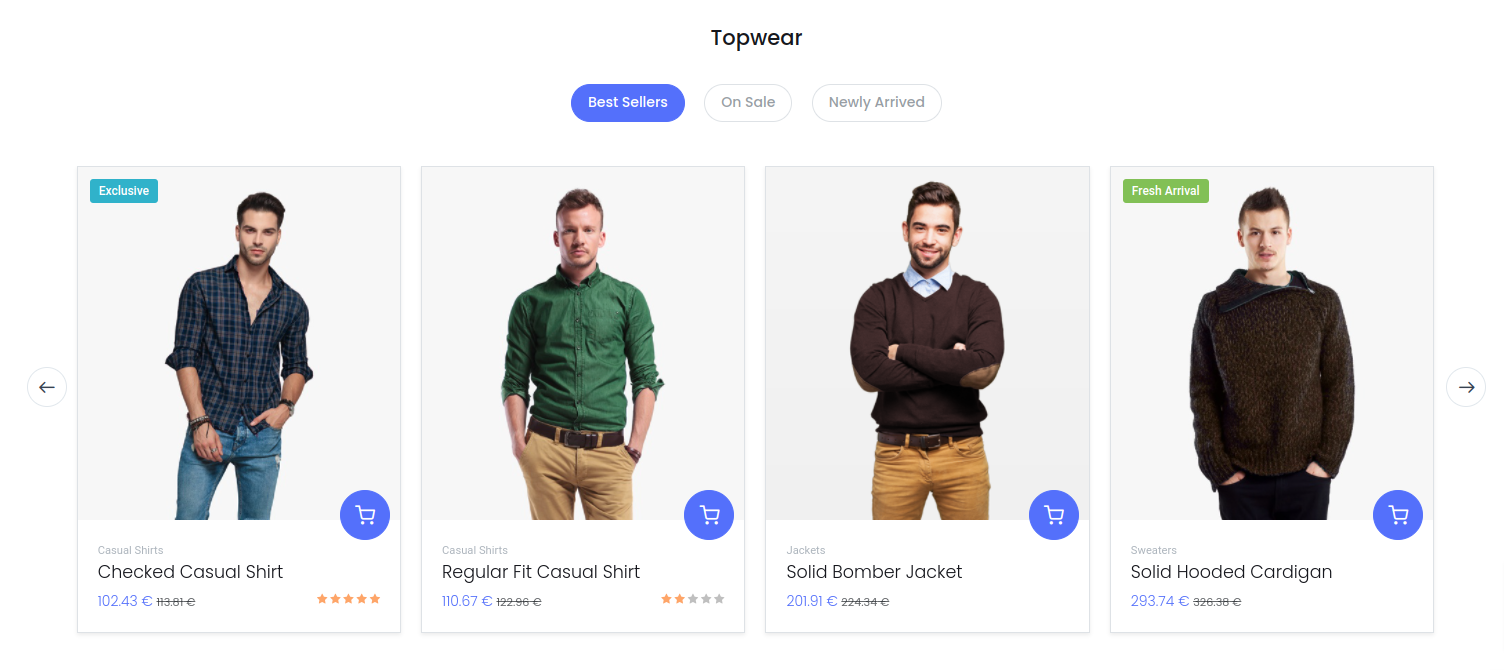 Topwear
Best Sellers On Sale Newly Arrived
Exclusive
Fresh Arrival
Casual Shirts
Checked Casual Shirt
102.43 € 113.81 €
Casual Shirts
Regular Fit Casual Shirt
110.67 € 122.96 €
Jackets
Solid Bomber Jacket
201.91 € 224.34 €
Sweaters
Solid Hooded Cardigan
293.74 € 326.38 €